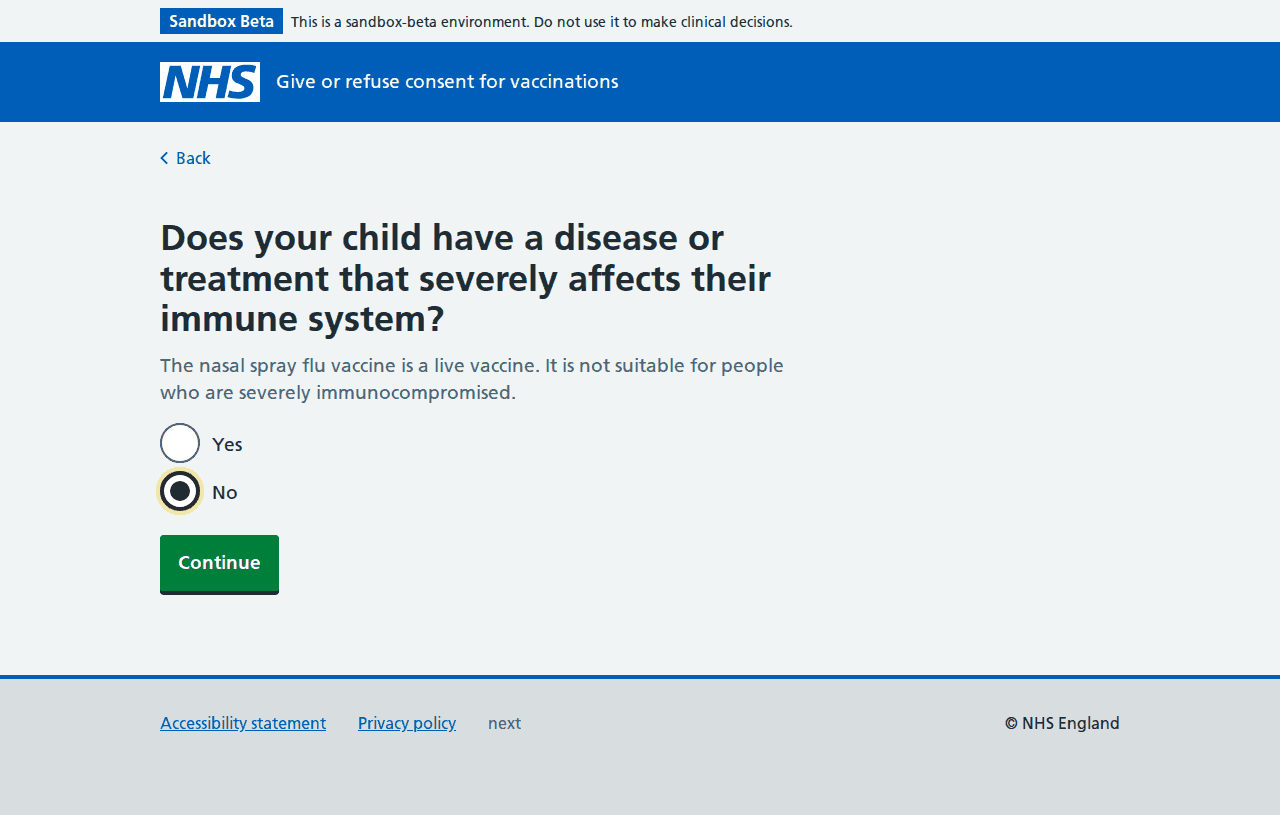 Sandbox Beta This is a sandbox-beta environment. Do not use it to make clinical decisions.
NHS Give or refuse consent for vaccinations
Back
Does your child have a disease or
treatment that severely affects their
immune system?
The nasal spray flu vaccine is a live vaccine. It is not suitable for people
who are severely immunocompromised.
Yes
No
Continue
Accessibility statement Privacy policy next © NHS England